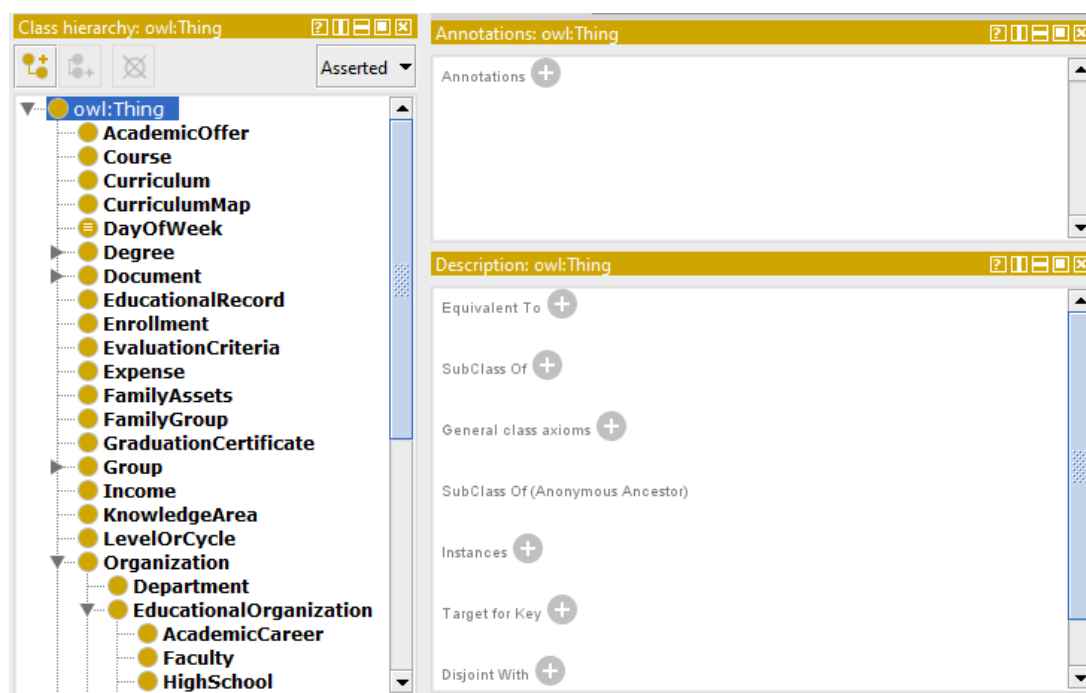 Class hierarchy: owl:Thing
Asserted
owl:Thing
AcademicOffer
Course
Curriculum
CurriculumMap
DayOfWeek
Degree
Document
EducationalRecord
Enrollment
EvaluationCriteria
Expense
FamilyAssets
FamilyGroup
GraduationCertificate
Group
Income
KnowledgeArea
LevelOrCycle
Organization
Department
EducationalOrganization
AcademicCareer
Faculty
HighSchool
Annotations: owl:Thing
Annotations
Description: owl:Thing
Equivalent To
SubClass Of
General class axioms
SubClass Of (Anonymous Ancestor)
Instances
Target for Key
Disjoint With